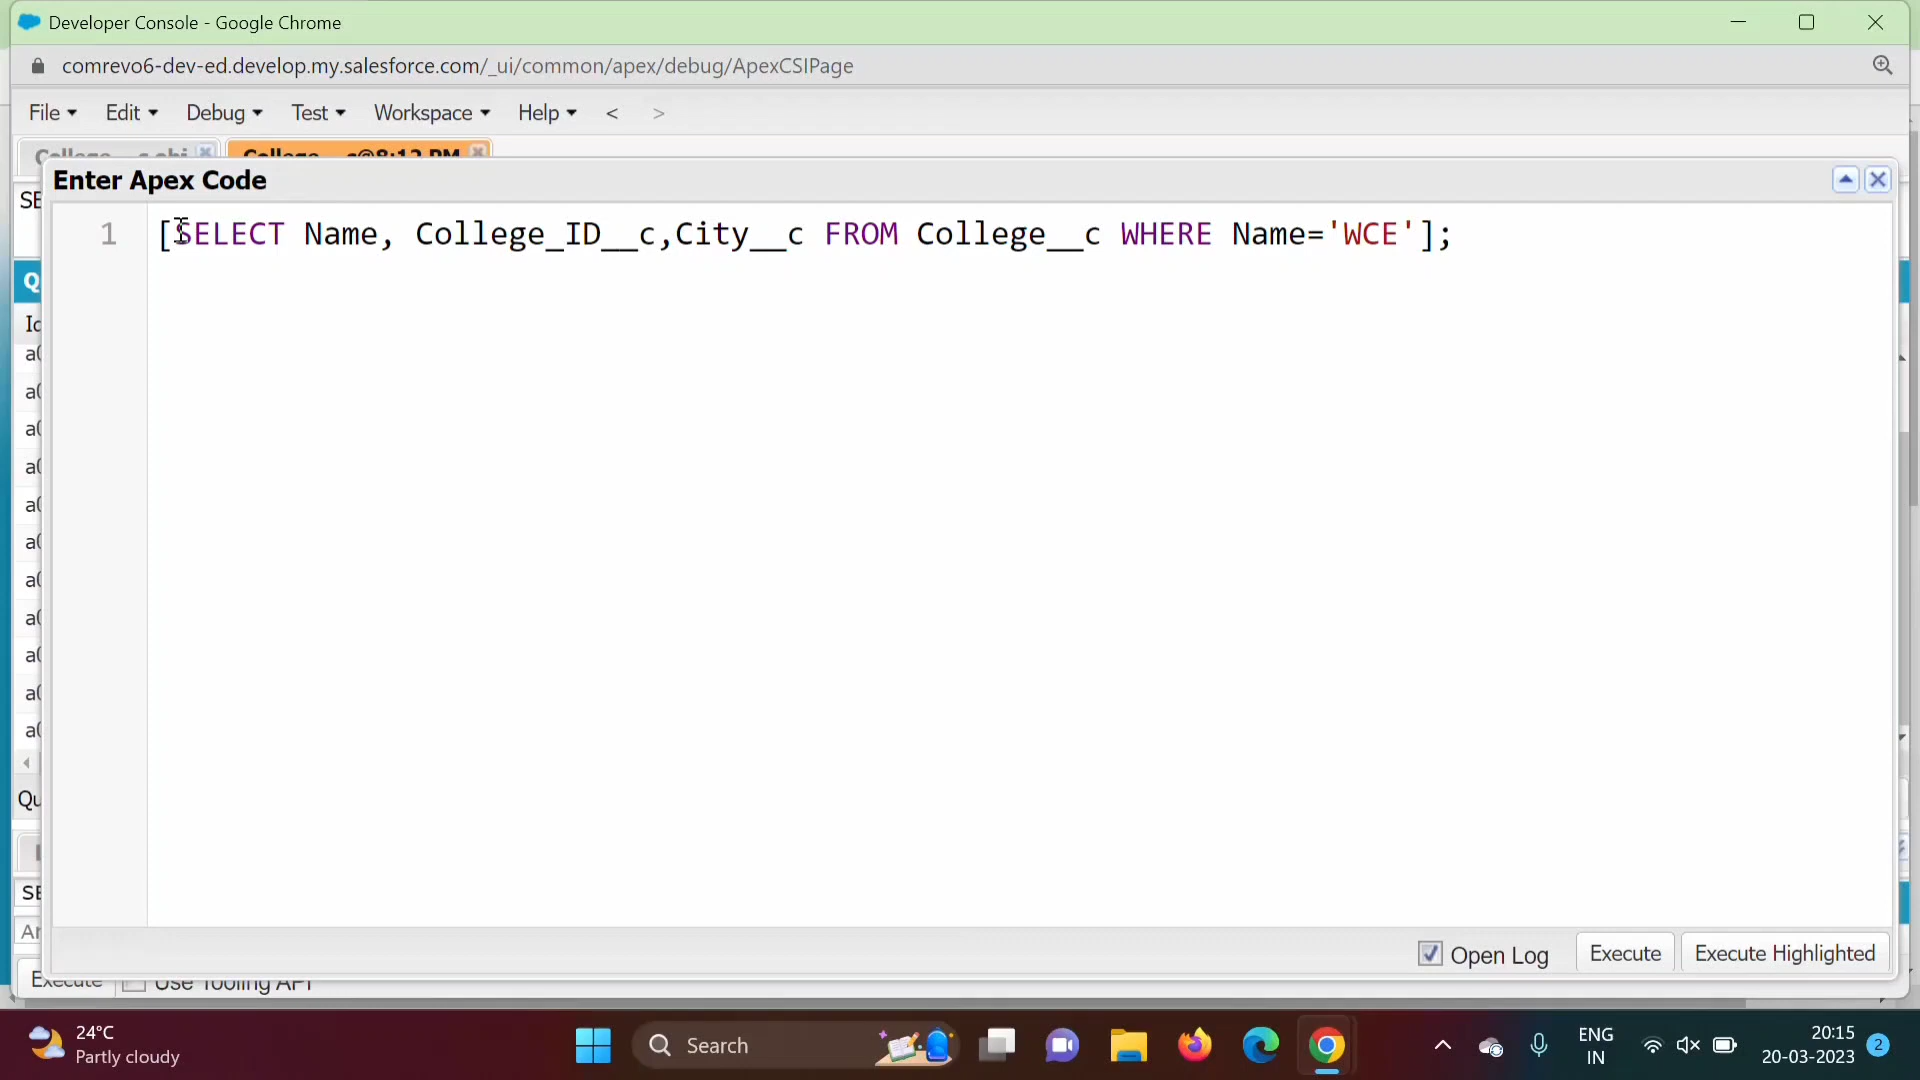 Developer Console - Google Chrome
comrevo6-dev-ed.develop.my.salesforce.com/_ui/common/apex/debug/ApexCSIPage
File Edit Debug Test Workspace Help < >
Enter Apex Code
1 [SELECT Name, College_ID__c,City__c FROM College__c WHERE Name='WCE'];
Open Log Execute Execute Highlighted
Execute Use Tooling API
24°C
Partly cloudy
Search
ENG
IN
20:15
20-03-2023
2